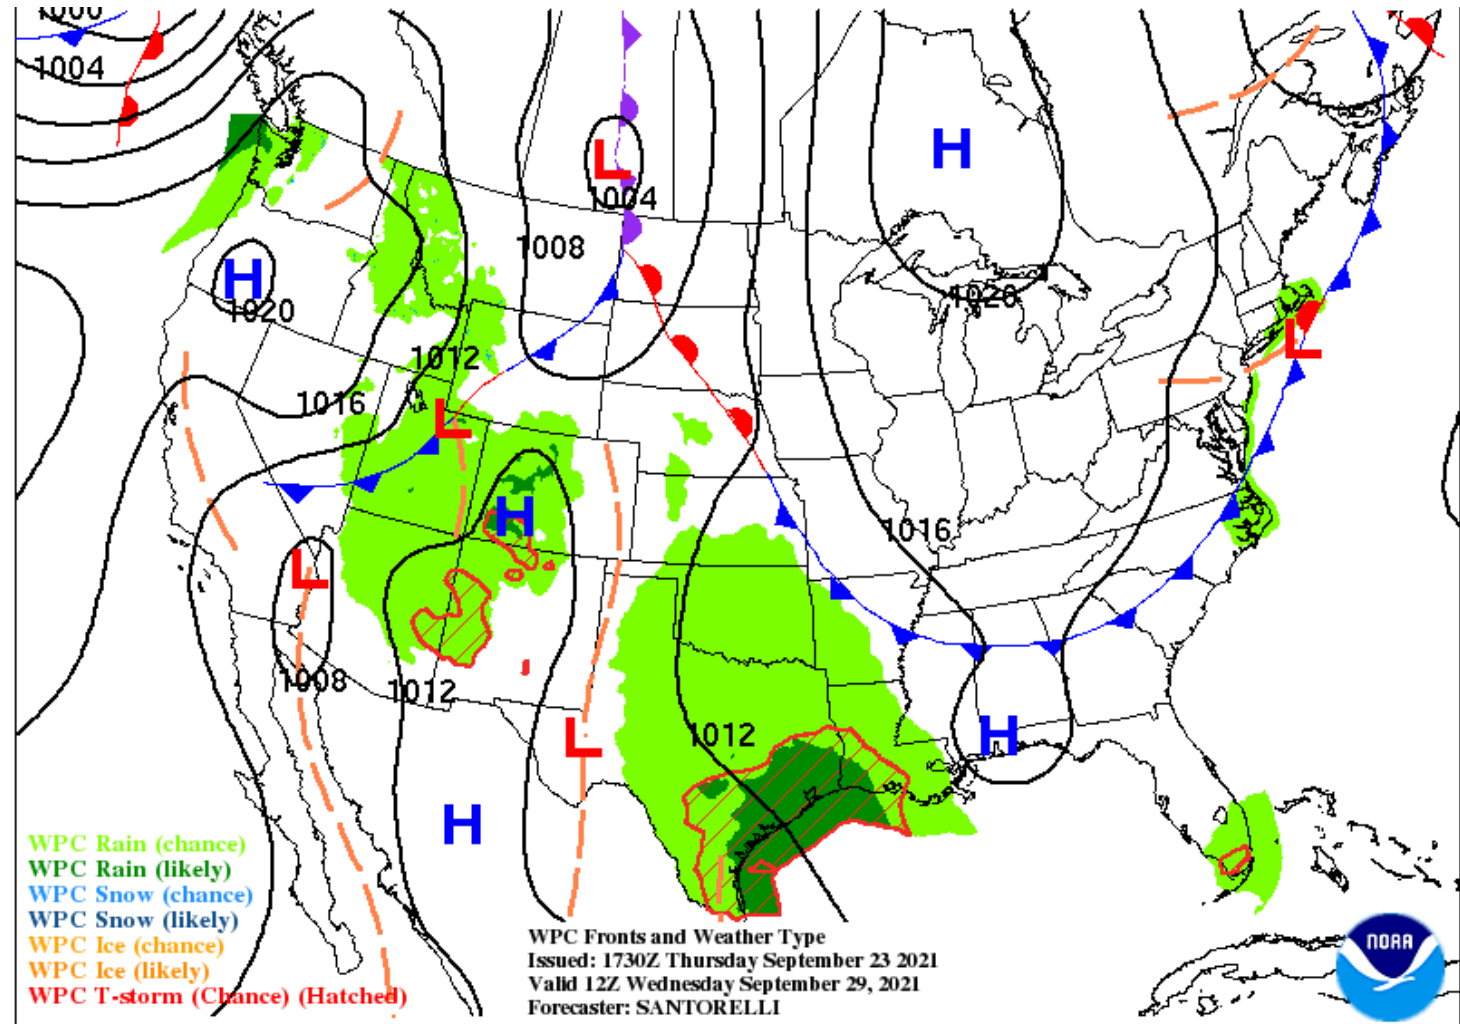 1000
1004
H
L
1004
1008
H
1020
H
1020
1012
L
1016
L
H
1016
L
1008
1012
L
1012
H
H
WPC Rain (chance)
WPC Rain (likely)
WPC Snow (chance)
WPC Snow (likely)
WPC Ice (chance)
WPC Ice (likely)
WPC T-storm (Chance) (Hatched)
WPC Fronts and Weather Type
Issued: 1730Z Thursday September 23 2021
Valid 12Z Wednesday September 29, 2021
Forecaster: SANTORELLI
NOAA